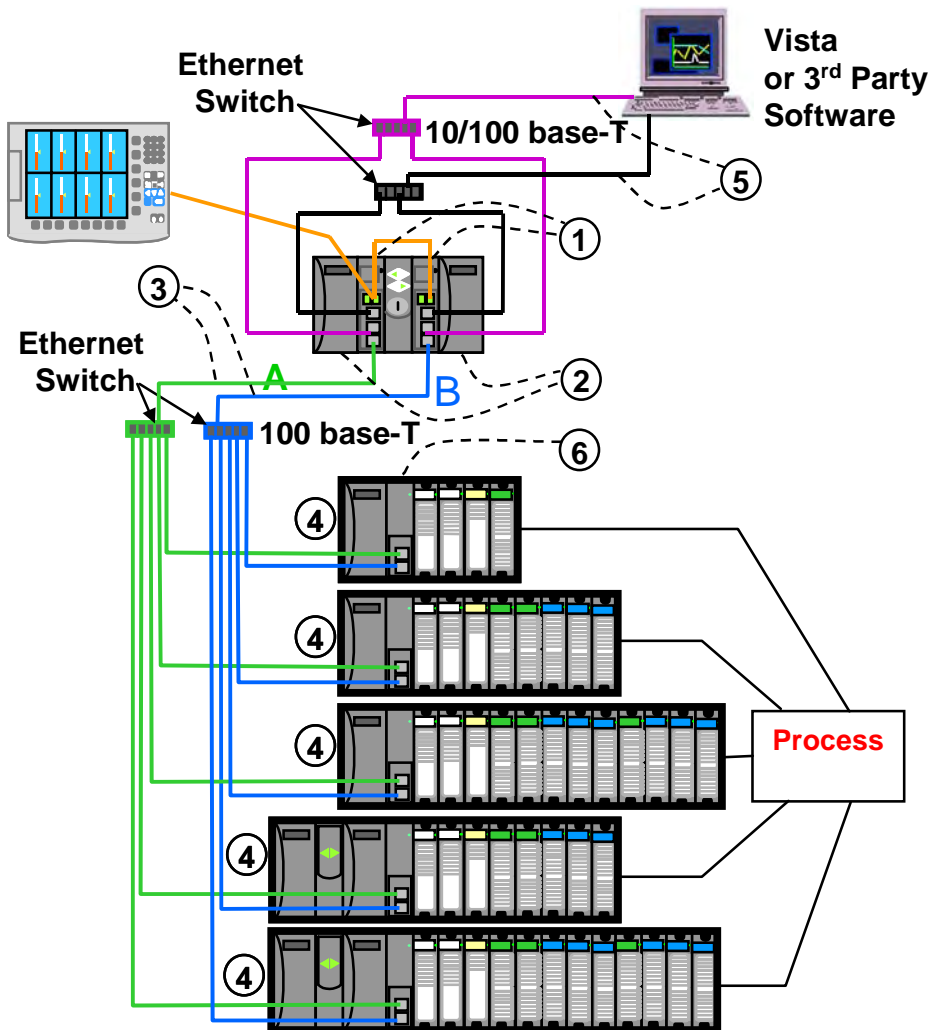 Vista
or 3rd Party
Software
Ethernet
Switch
10/100 base-T
5
1
3
Ethernet
Switch
A
B
2
100 base-T
6
4
4
4
Process
4
4